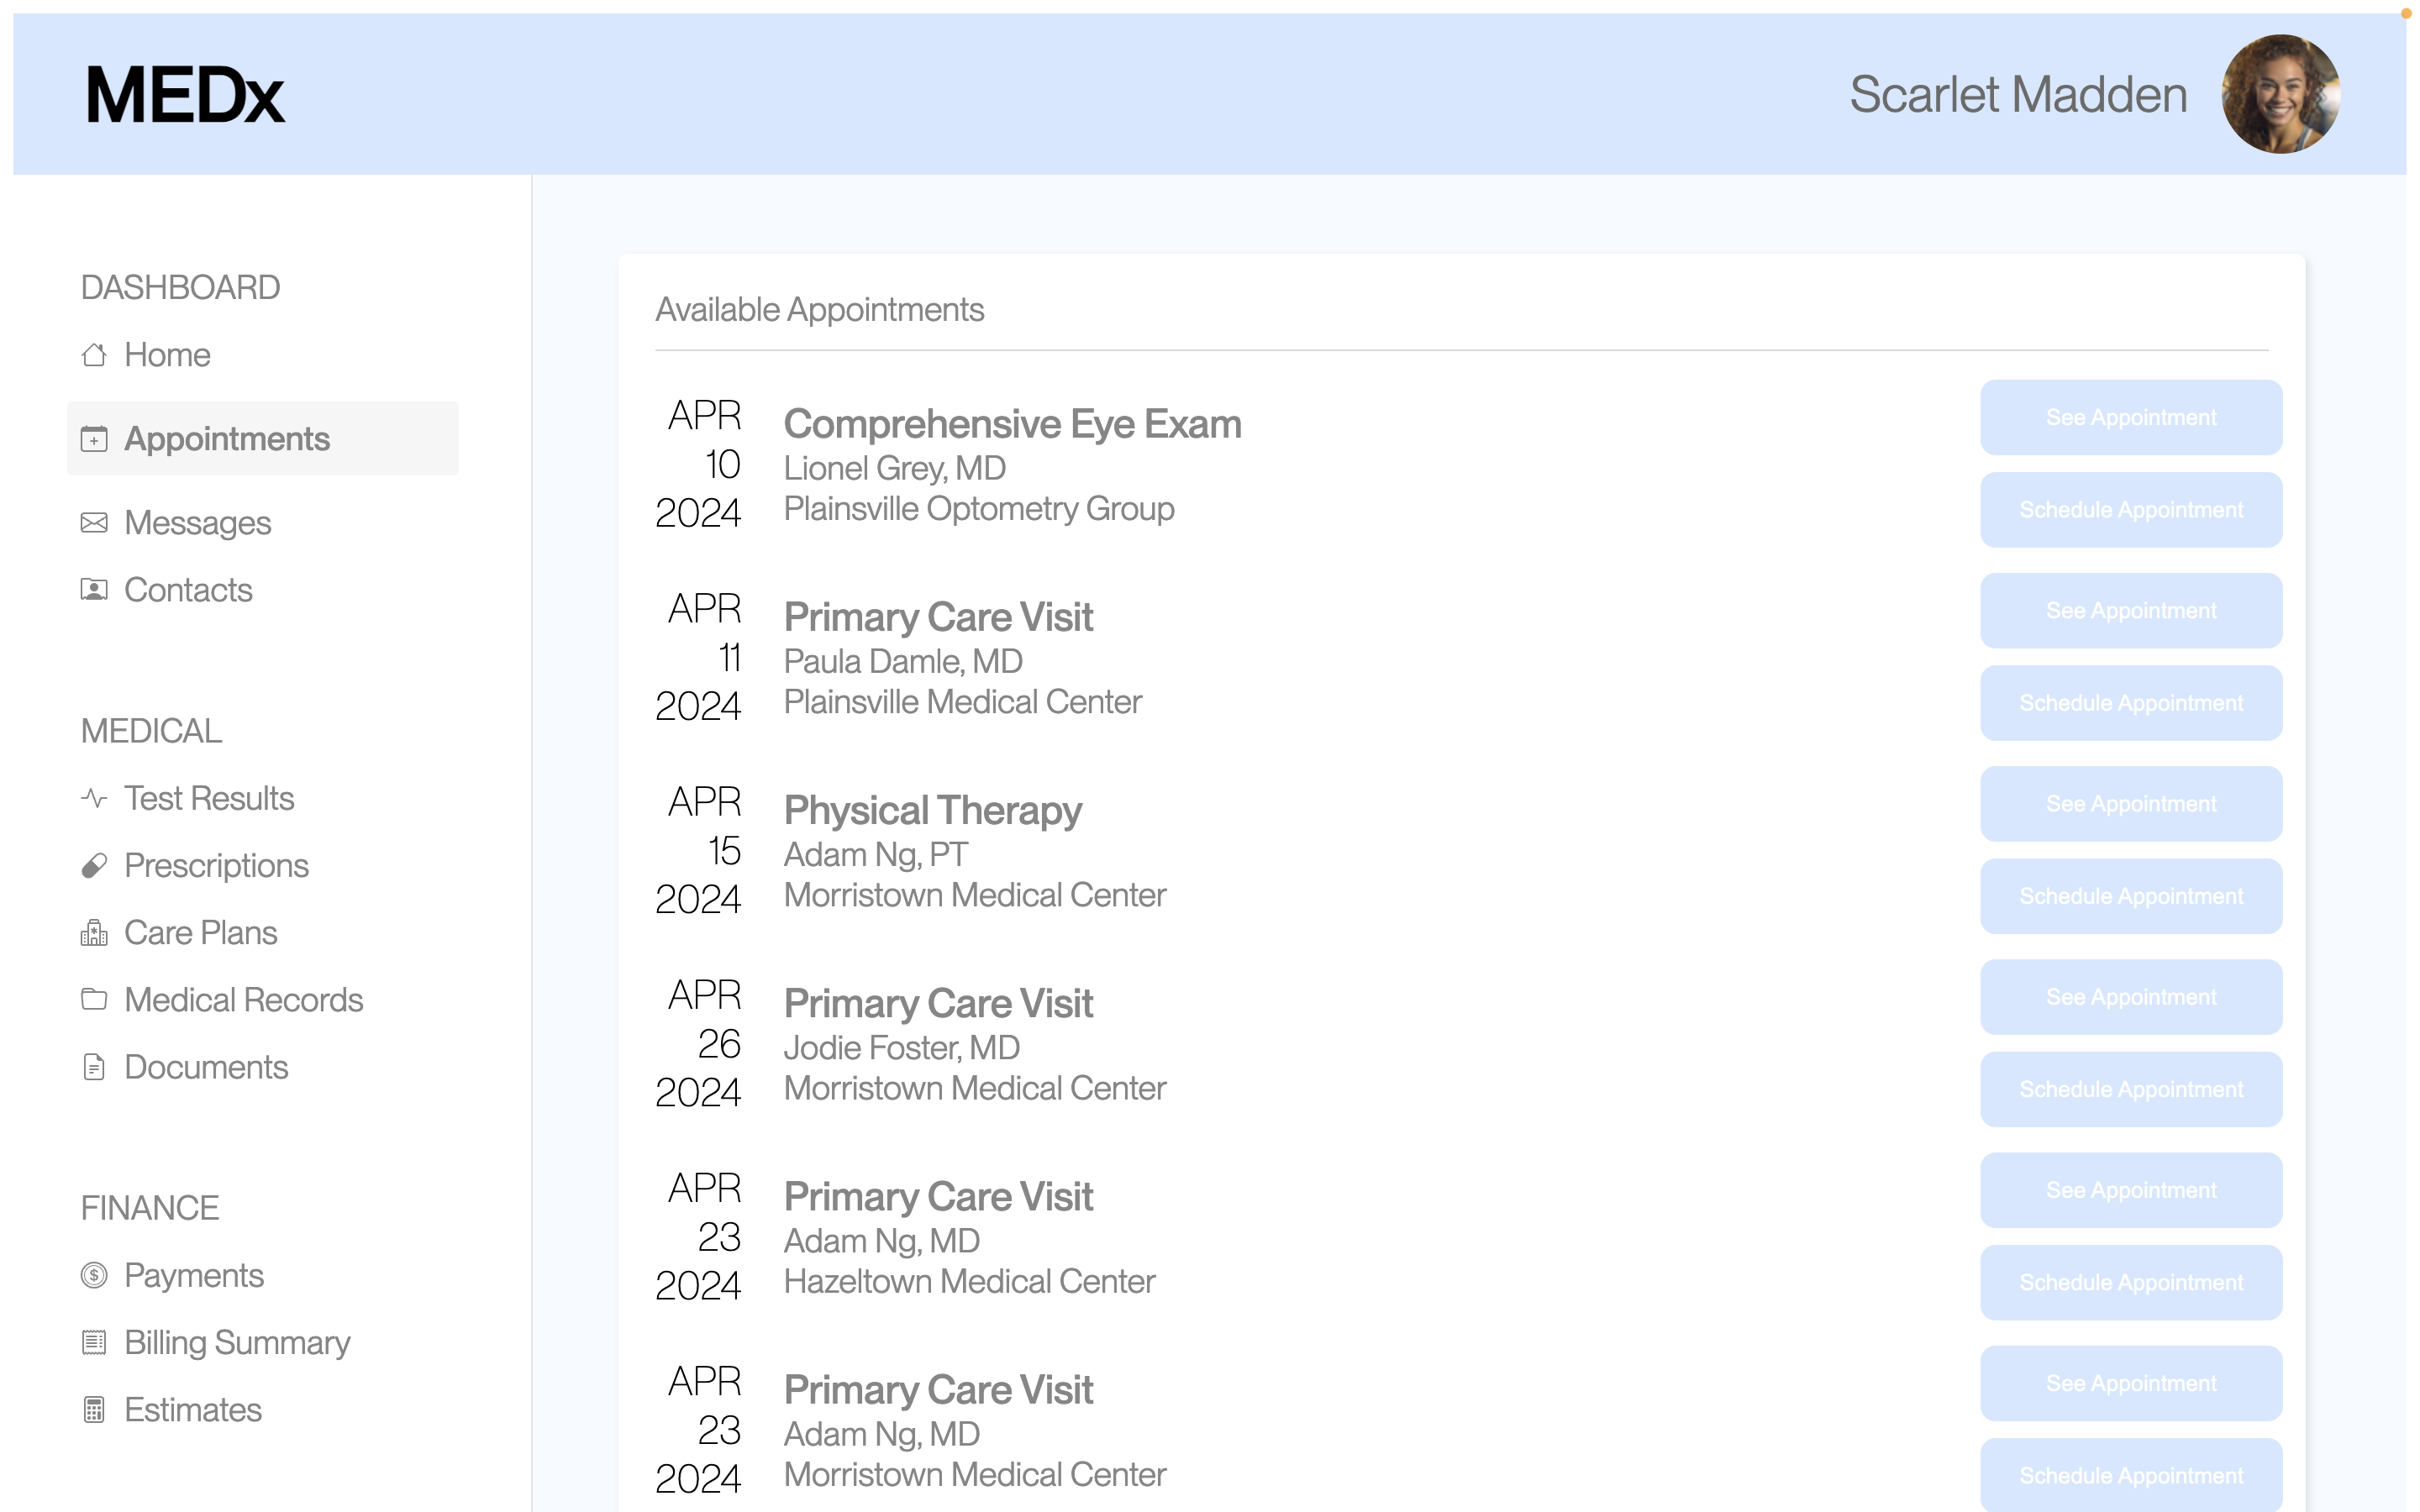 MEDx
Scarlet Madden
DASHBOARD
Home
Appointments
Messages
Contacts
MEDICAL
Test Results
Prescriptions
Care Plans
Medical Records
Documents
FINANCE
Payments
Billing Summary
Estimates
Available Appointments
APR
10
2024
Comprehensive Eye Exam
Lionel Grey, MD
Plainsville Optometry Group
See Appointment
Schedule Appointment
APR
11
2024
Primary Care Visit
Paula Damle, MD
Plainsville Medical Center
See Appointment
Schedule Appointment
APR
15
2024
Physical Therapy
Adam Ng, PT
Morristown Medical Center
See Appointment
Schedule Appointment
APR
26
2024
Primary Care Visit
Jodie Foster, MD
Morristown Medical Center
See Appointment
Schedule Appointment
APR
23
2024
Primary Care Visit
Adam Ng, MD
Hazeltown Medical Center
See Appointment
Schedule Appointment
APR
23
2024
Primary Care Visit
Adam Ng, MD
Morristown Medical Center
See Appointment
Schedule Appointment